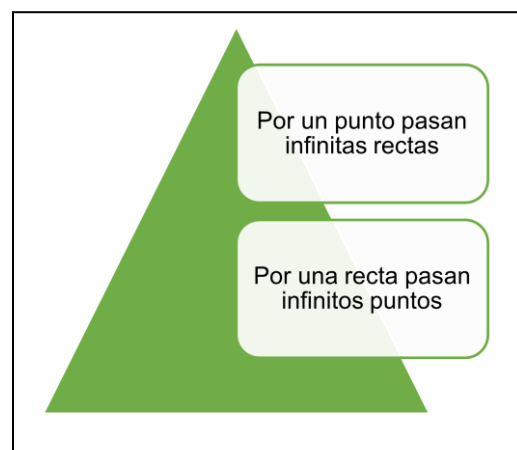 Por un punto pasan
infinitas rectas
Por una recta pasan
infinitos puntos